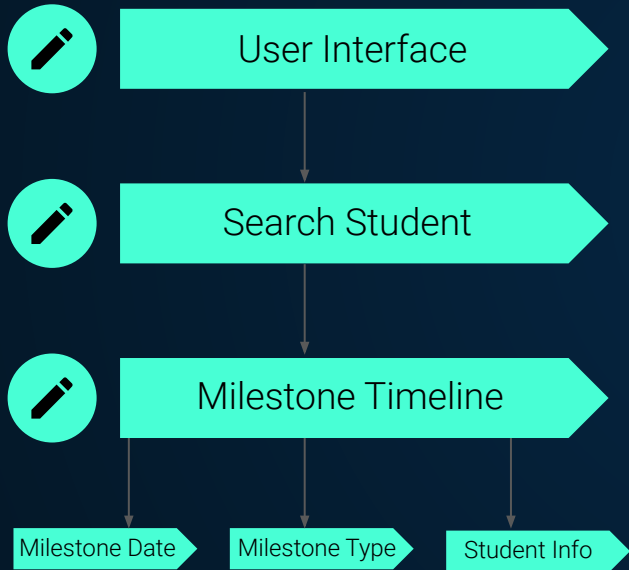 User Interface
Search Student
Milestone Timeline
Milestone Date
Milestone Type
Student Info